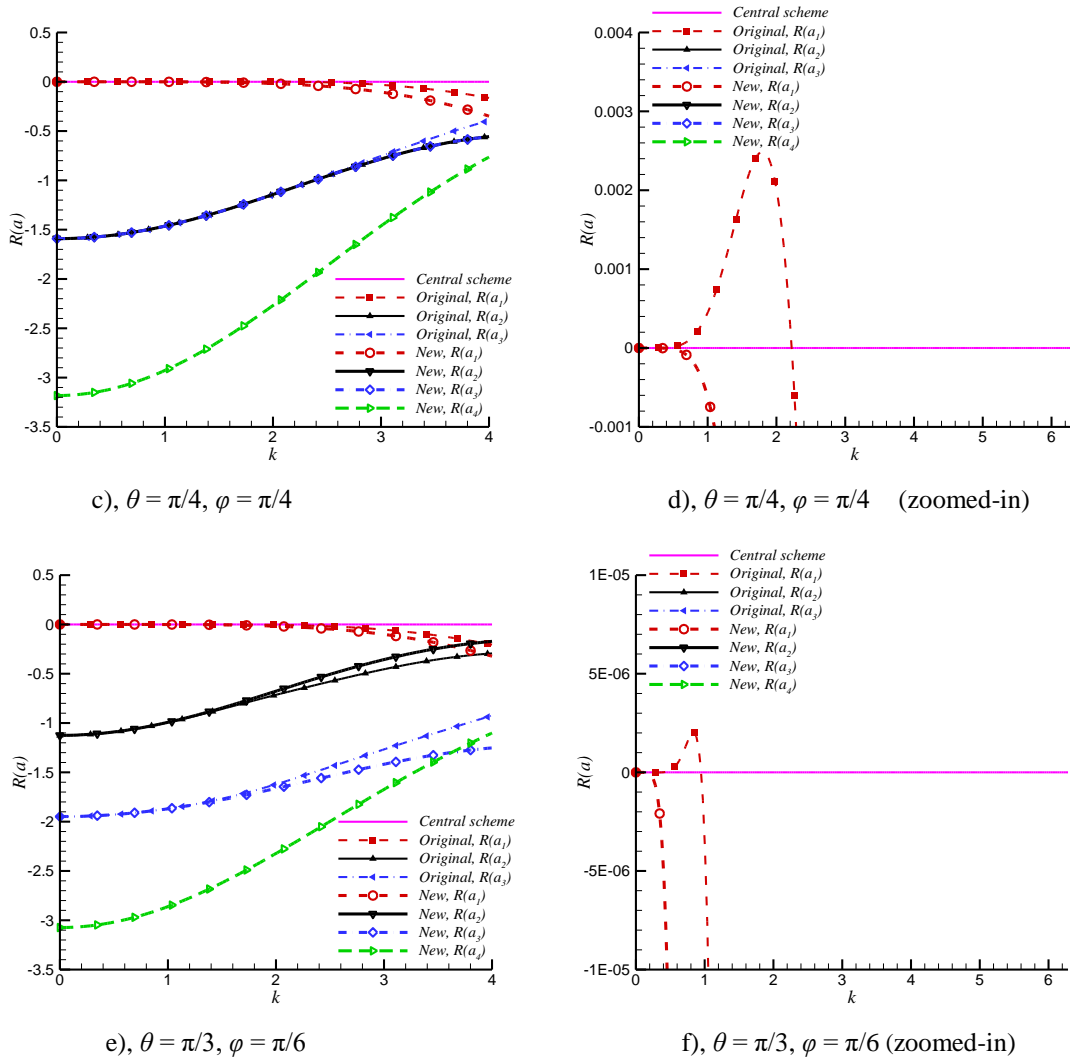 0.5
0
-0.5
-1
-1.5
-2
-2.5
-3
-3.5
R(a)
0 1 2 3 4
k
Central scheme
Original, R(a1)
Original, R(a2)
Original, R(a3)
New, R(a1)
New, R(a2)
New, R(a3)
New, R(a4)
c), θ = π/4, φ = π/4
Central scheme
Original, R(a1)
Original, R(a2)
Original, R(a3)
New, R(a1)
New, R(a2)
New, R(a3)
New, R(a4)
0.004
0.003
0.002
0.001
0
-0.001
R(a)
0 1 2 3 4 5 6
k
d), θ = π/4, φ = π/4 (zoomed-in)
0.5
0
-0.5
-1
-1.5
-2
-2.5
-3
-3.5
R(a)
0 1 2 3 4
k
Central scheme
Original, R(a1)
Original, R(a2)
Original, R(a3)
New, R(a1)
New, R(a2)
New, R(a3)
New, R(a4)
e), θ = π/3, φ = π/6
Central scheme
Original, R(a1)
Original, R(a2)
Original, R(a3)
New, R(a1)
New, R(a2)
New, R(a3)
New, R(a4)
1E-05
5E-06
0
-5E-06
-1E-05
R(a)
0 1 2 3 4 5 6
k
f), θ = π/3, φ = π/6 (zoomed-in)